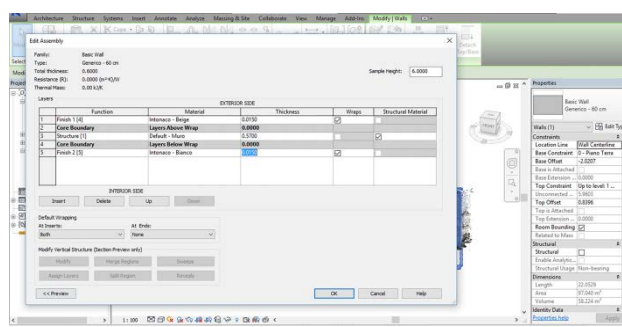 Architecture Structure Systems Insert Annotate Analyze Massing & Site Collaborate View Manage Add-Ins Modify | Walls
Edit Assembly
Family: Basic Wall
Type: Generico - 60 cm
Total thickness: 0.6000
Sample Height: 6.0000
Resistance (R): 0.0000 (m²·K)/W
Thermal Mass: 0.00 kJ/K
Layers
EXTERIOR SIDE
Function Material Thickness Wraps Structural Material
1 Finish 1 [4] Intonaco - Beige 0.0150
2 Core Boundary Layers Above Wrap 0.0000
3 Structure [1] Default - Muro 0.5700
4 Core Boundary Layers Below Wrap 0.0000
5 Finish 2 [5] Intonaco - Bianco 0.0150
INTERIOR SIDE
Insert Delete Up Down
Default Wrapping
At Inserts: At Ends:
Both None
Modify Vertical Structure (Section Preview only)
Modify Merge Regions Sweeps
Assign Layers Split Region Reveals
<< Preview OK Cancel Help
Properties
Basic Wall
Generico - 60 cm
Walls (1) Edit Ty
Constraints
Location Line Wall Centerline
Base Constraint 0 - Piano Terra
Base Offset -2.0207
Base is Attached
Base Extension ... 0.0000
Top Constraint Up to level: 1 ...
Unconnected ... 5.9603
Top Offset 0.8396
Top is Attached
Top Extension ... 0.0000
Room Bounding
Related to Mass
Structural
Structural
Enable Analytic...
Structural Usage Non-bearing
Dimensions
Length 22.0529
Area 97.040 m²
Volume 58.224 m³
Identity Data
Properties help Apply
1 : 100